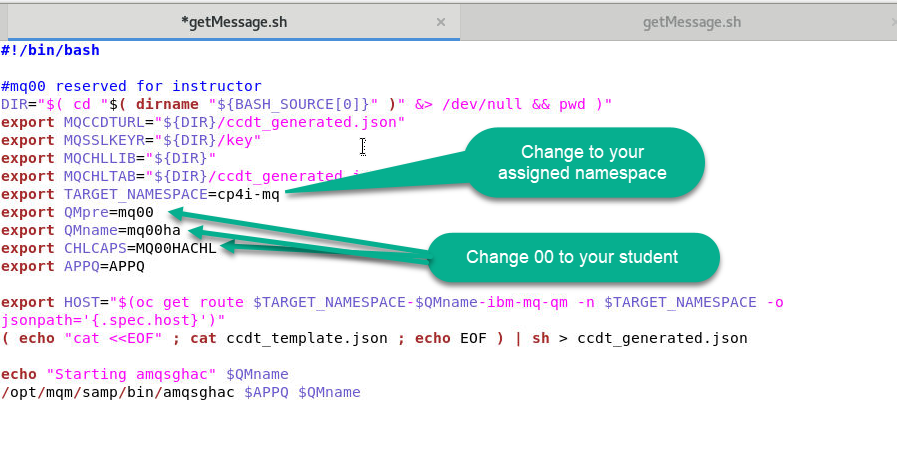 *getMessage.sh
getMessage.sh
#!/bin/bash
#mq00 reserved for instructor
DIR="$( cd "$( dirname "${BASH_SOURCE[0]}" )" &> /dev/null && pwd )"
export MQCCDTURL="${DIR}/ccdt_generated.json"
export MQSSLKEYR="${DIR}/key"
export MQCHLLIB="${DIR}"
export MQCHLTAB="${DIR}/ccdt_generated.j
export TARGET_NAMESPACE=cp4i-mq
export QMpre=mq00
export QMname=mq00ha
export CHLCAPS=MQ00HACHL
export APPQ=APPQ
Change to your
assigned namespace
Change 00 to your student
export HOST="$(oc get route $TARGET_NAMESPACE-$QMname-ibm-mq-qm -n $TARGET_NAMESPACE -o
jsonpath='{.spec.host}')"
( echo "cat <<EOF" ; cat ccdt_template.json ; echo EOF ) | sh > ccdt_generated.json
echo "Starting amqsghac" $QMname
/opt/mqm/samp/bin/amqsghac $APPQ $QMname